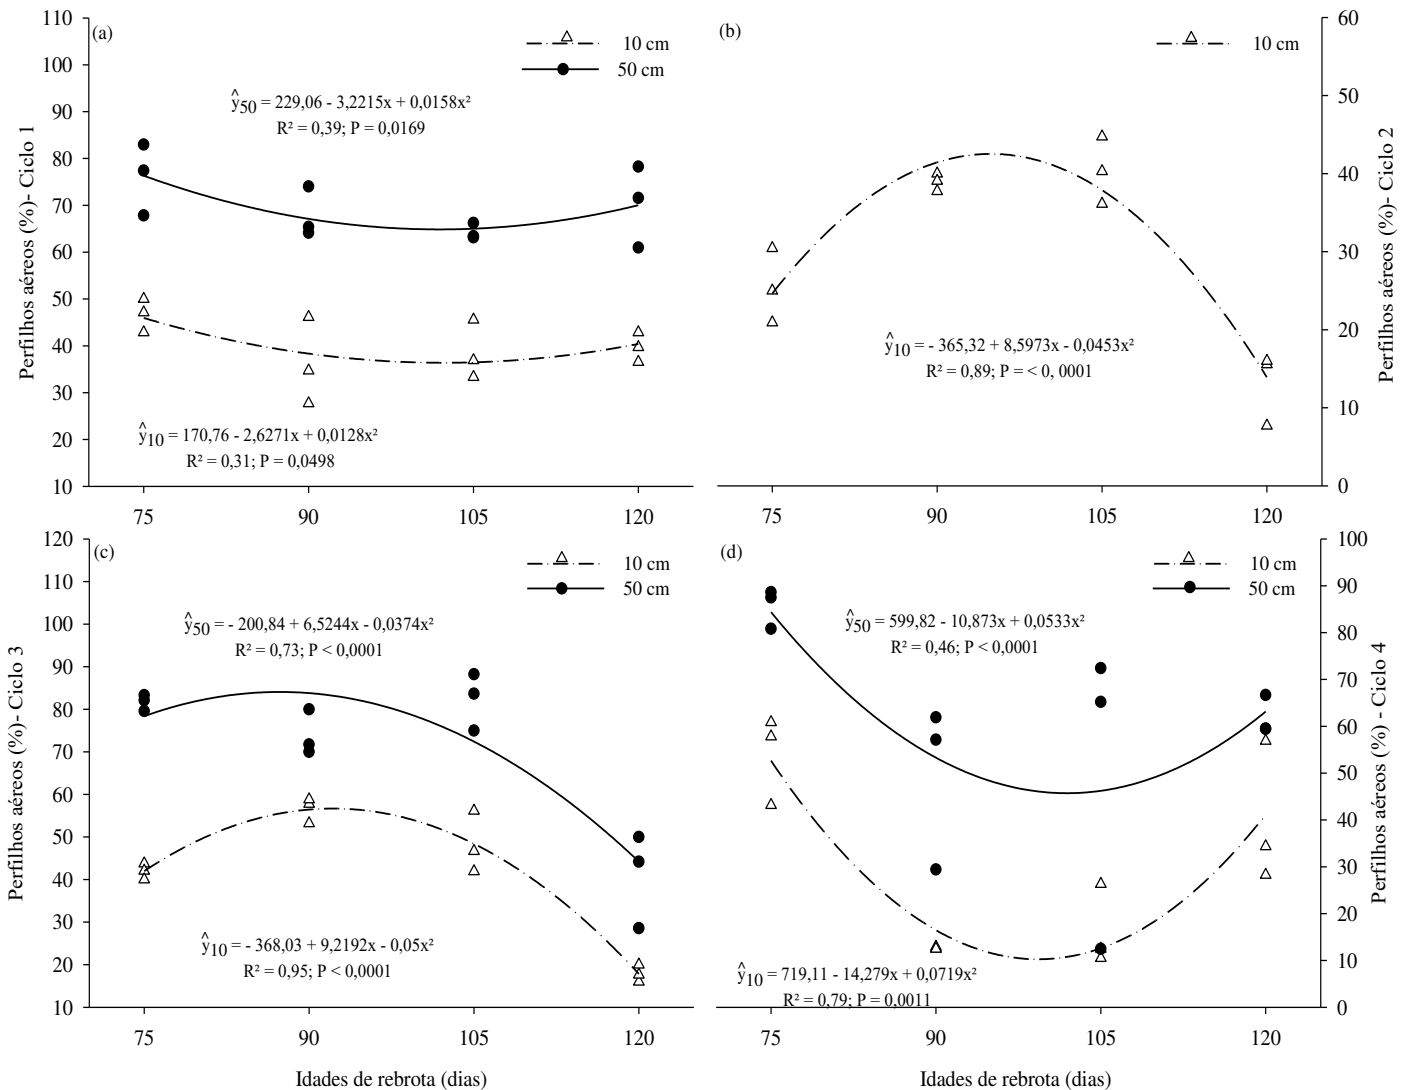 (a)
110
100
90
80
70
60
50
40
30
20
10
Perfilhos aéreos (%)- Ciclo 1
10 cm
50 cm
ŷ50 = 229,06 - 3,2215x + 0,0158x²
R² = 0,39; P = 0,0169
ŷ10 = 170,76 - 2,6271x + 0,0128x²
R² = 0,31; P = 0,0498
75 90 105 120
(b)
10 cm
60
50
40
30
20
10
0
Perfilhos aéreos (%)- Ciclo 2
ŷ10 = - 365,32 + 8,5973x - 0,0453x²
R² = 0,89; P = < 0, 0001
75 90 105 120
(c)
120
110
100
90
80
70
60
50
40
30
20
10
Perfilhos aéreos (%)- Ciclo 3
10 cm
50 cm
ŷ50 = - 200,84 + 6,5244x - 0,0374x²
R² = 0,73; P < 0,0001
ŷ10 = - 368,03 + 9,2192x - 0,05x²
R² = 0,95; P < 0,0001
75 90 105 120
Idades de rebrota (dias)
(d)
10 cm
50 cm
100
90
80
70
60
50
40
30
20
10
0
Perfilhos aéreos (%) - Ciclo 4
ŷ50 = 599,82 - 10,873x + 0,0533x²
R² = 0,46; P < 0,0001
ŷ10 = 719,11 - 14,279x + 0,0719x²
R² = 0,79; P = 0,0011
75 90 105 120
Idades de rebrota (dias)